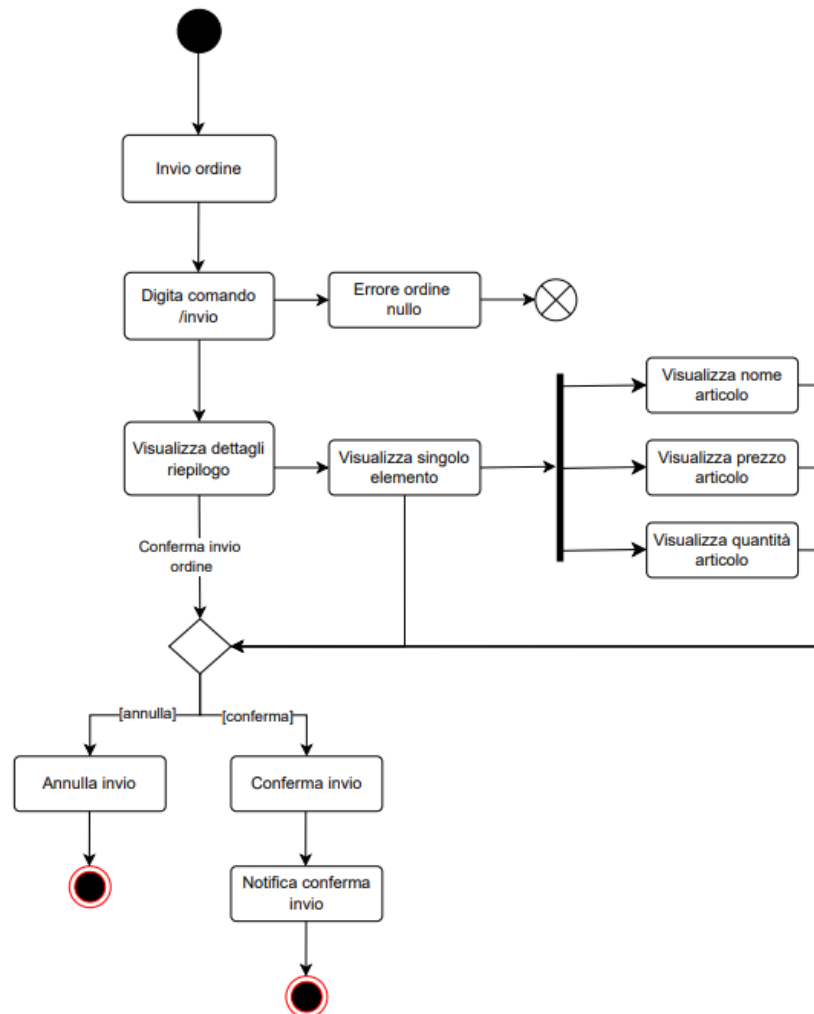 Invio ordine
Digita comando
/invio
Errore ordine
nullo
Visualizza nome
articolo
Visualizza dettagli
riepilogo
Visualizza singolo
elemento
Visualizza prezzo
articolo
Visualizza quantità
articolo
Conferma invio
ordine
[annulla]
[conferma]
Annulla invio
Conferma invio
Notifica conferma
invio